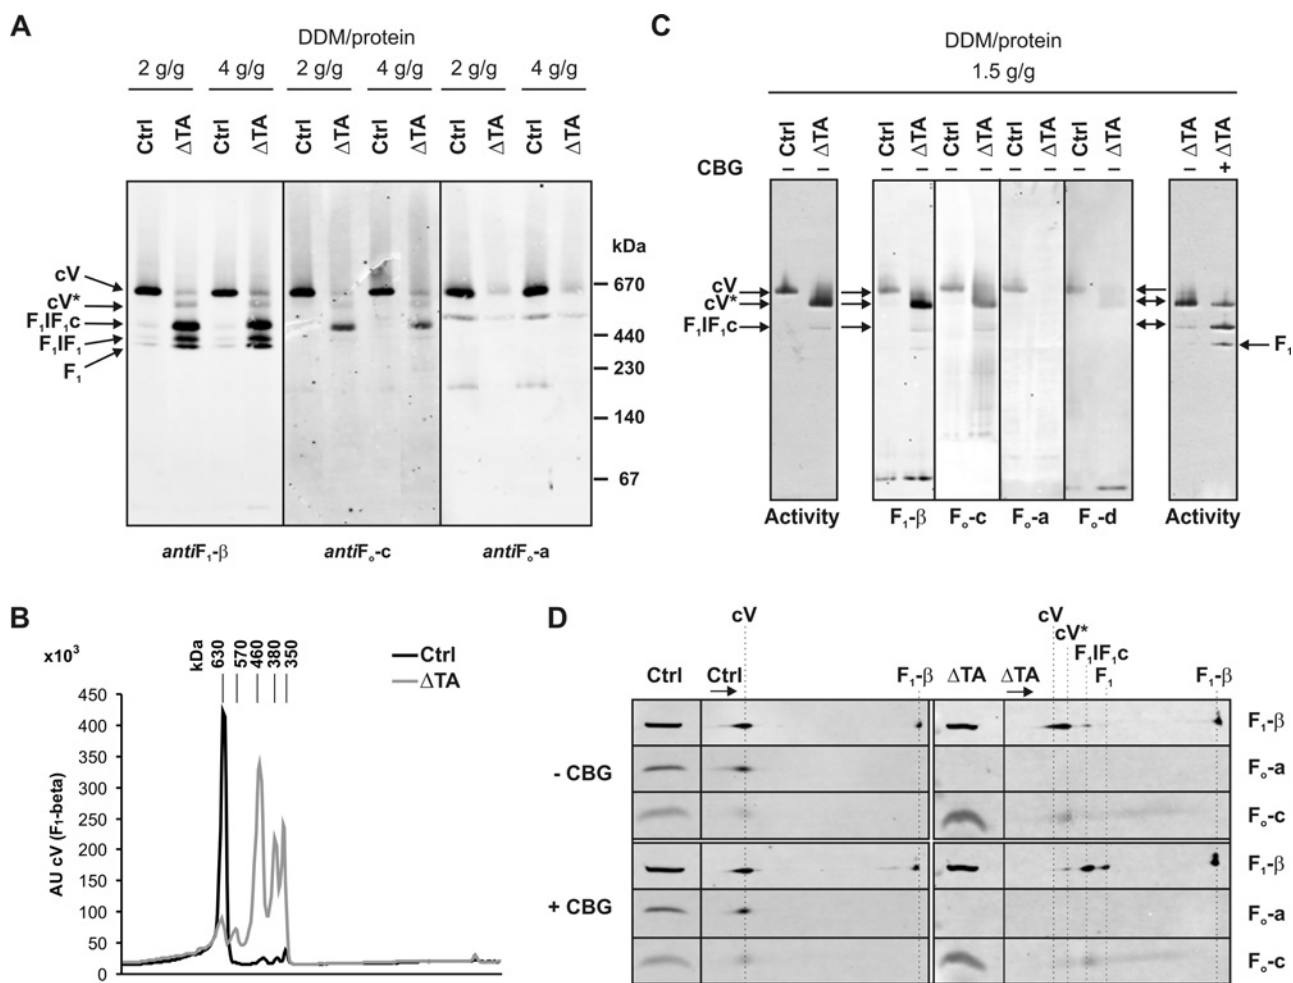 A
DDM/protein
2 g/g 4 g/g 2 g/g 4 g/g 2 g/g 4 g/g
Ctrl ΔTA Ctrl ΔTA Ctrl ΔTA Ctrl ΔTA Ctrl ΔTA Ctrl ΔTA
cV
cV*
F₁IF₁c
F₁IF₁
F₁
kDa
670
440
230
140
67
antiF₁-β antiFₒ-c antiFₒ-a
B
x10³
kDa 630 570 460 380 350
Ctrl
ΔTA
AU cV (F₁-beta)
450
400
350
300
250
200
150
100
50
0
C
DDM/protein
1.5 g/g
Ctrl ΔTA Ctrl ΔTA Ctrl ΔTA Ctrl ΔTA Ctrl ΔTA ΔTA ΔTA
CBG − − − − − − − − − − − +
cV
cV*
F₁IF₁c
F₁
Activity F₁-β Fₒ-c Fₒ-a Fₒ-d Activity
D
cV cV
cV*
F₁IF₁c
Ctrl Ctrl F₁-β ΔTA ΔTA F₁ F₁-β
F₁-β
- CBG Fₒ-a
Fₒ-c
F₁-β
+ CBG Fₒ-a
Fₒ-c